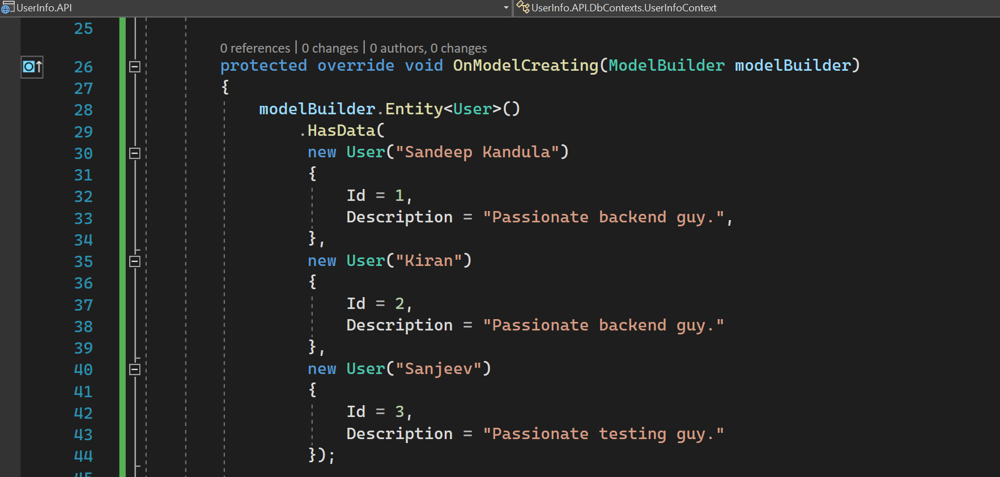 UserInfo.API UserInfo.API.DbContexts.UserInfoContext
25
0 references | 0 changes | 0 authors, 0 changes
26 protected override void OnModelCreating(ModelBuilder modelBuilder)
27 {
28 modelBuilder.Entity<User>()
29 .HasData(
30 new User("Sandeep Kandula")
31 {
32 Id = 1,
33 Description = "Passionate backend guy.",
34 },
35 new User("Kiran")
36 {
37 Id = 2,
38 Description = "Passionate backend guy."
39 },
40 new User("Sanjeev")
41 {
42 Id = 3,
43 Description = "Passionate testing guy."
44 });
45